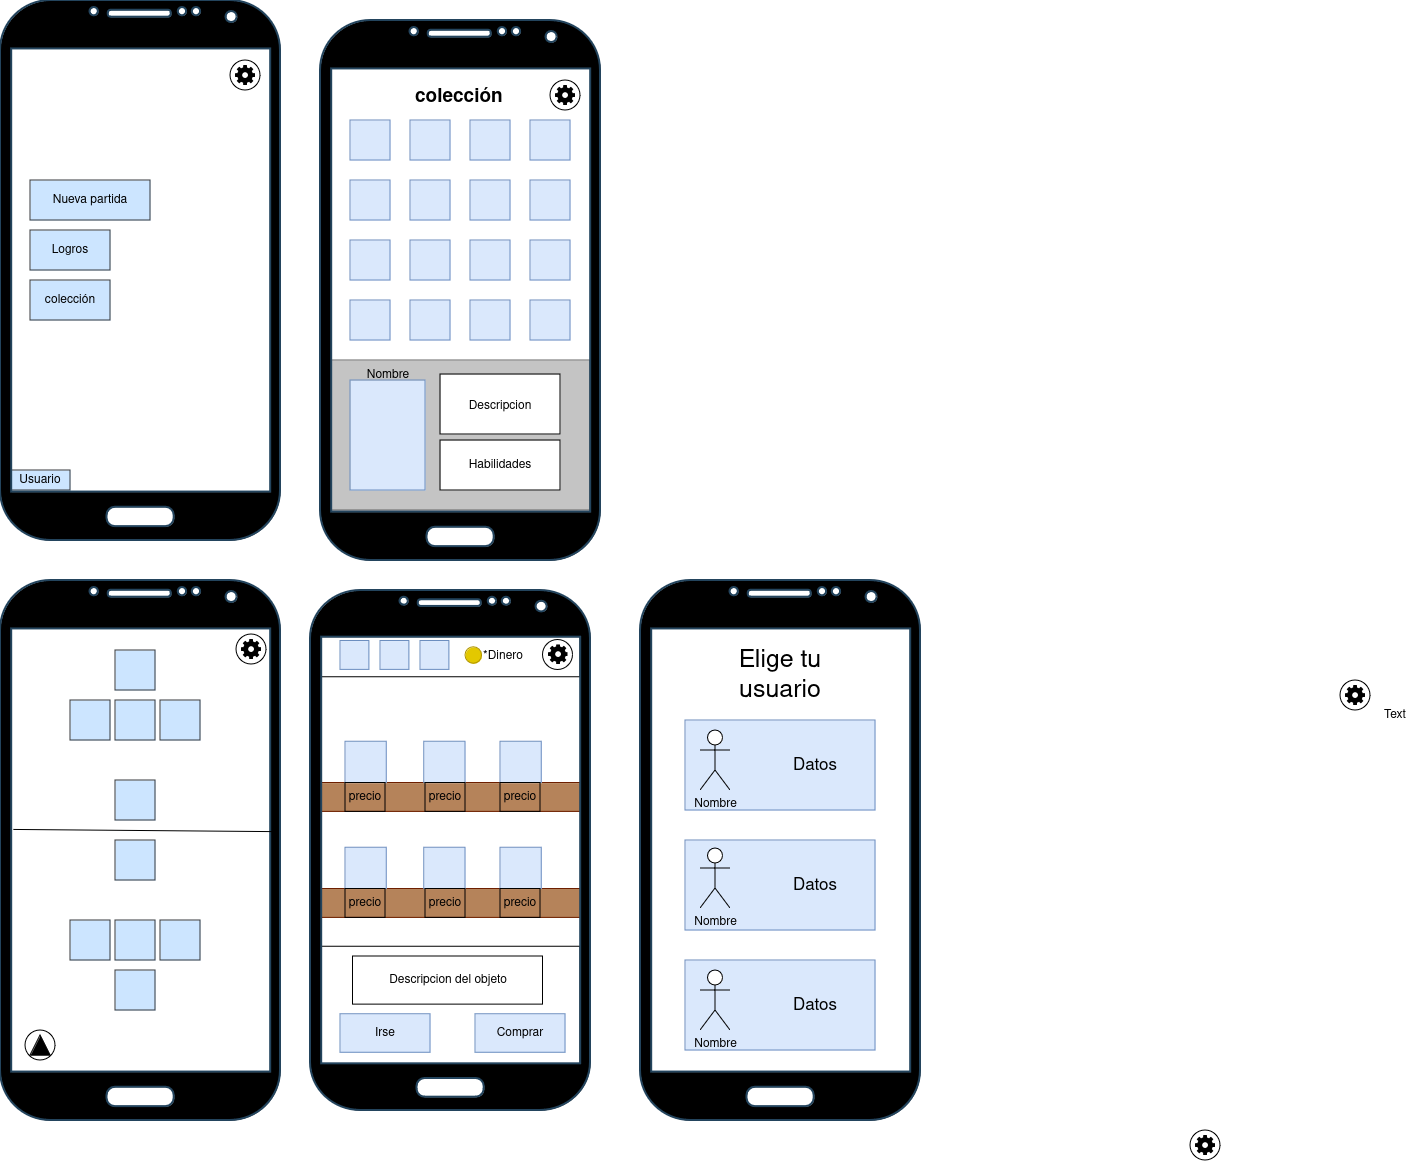 Nueva partida
Logros
colección
Usuario
colección
Nombre
Descripcion
Habilidades
*Dinero
precio
precio
precio
precio
precio
precio
Descripcion del objeto
Irse
Comprar
Elige tu
usuario
Datos
Nombre
Datos
Nombre
Datos
Nombre
Text